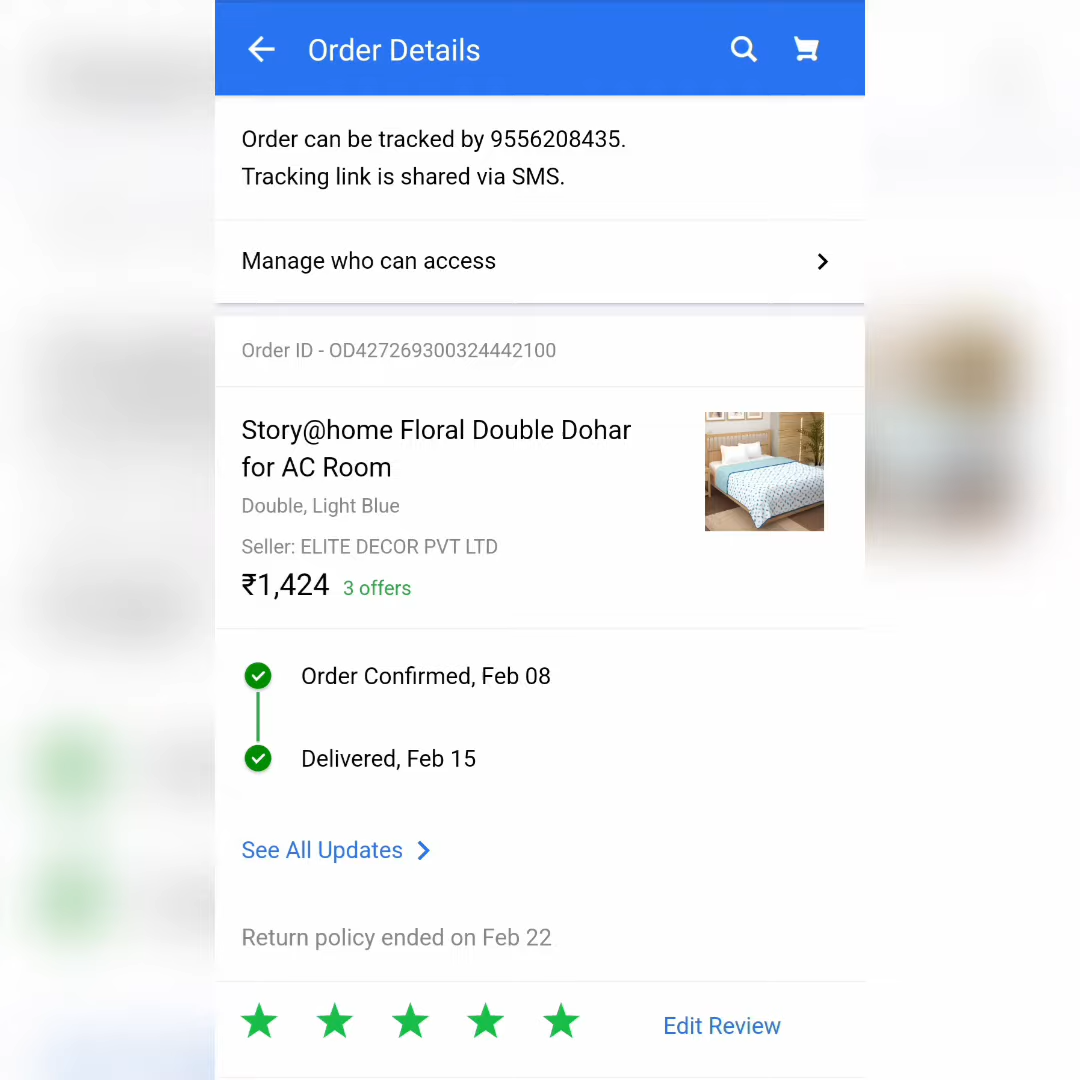 Order Details
Order can be tracked by 9556208435.
Tracking link is shared via SMS.
Manage who can access
Order ID - OD427269300324442100
Story@home Floral Double Dohar
for AC Room
Double, Light Blue
Seller: ELITE DECOR PVT LTD
₹1,424 3 offers
Order Confirmed, Feb 08
Delivered, Feb 15
See All Updates
Return policy ended on Feb 22
Edit Review